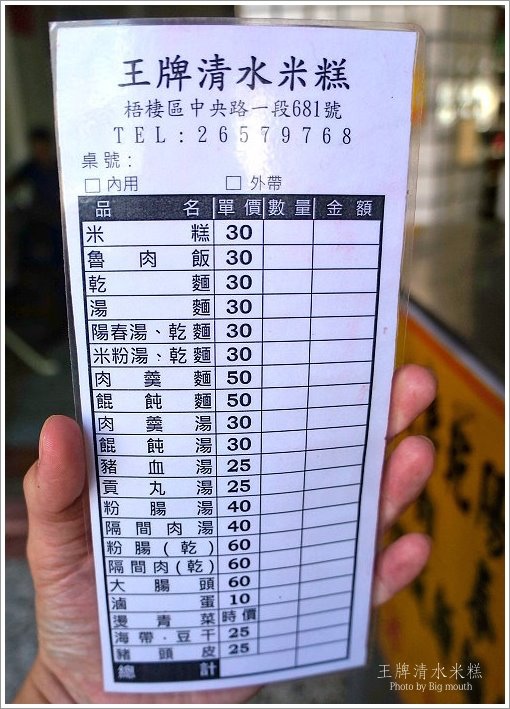 王牌清水米糕
梧棲區中央路一段681號
TEL:26579768
桌號:
□內用 □外帶
品名 單價 數量 金額
米糕 30
魯肉飯 30
乾麵 30
湯麵 30
陽春湯、乾麵 30
米粉湯、乾麵 30
肉羹麵 50
餛飩麵 50
肉羹湯 30
餛飩湯 30
豬血湯 25
貢丸湯 25
粉腸湯 40
隔間肉湯 40
粉腸(乾) 60
隔間肉(乾) 60
大腸頭 60
滷蛋 10
燙青菜 時價
海帶·豆干 25
豬頭皮 25
總計
王牌清水米糕
Photo by Big mouth